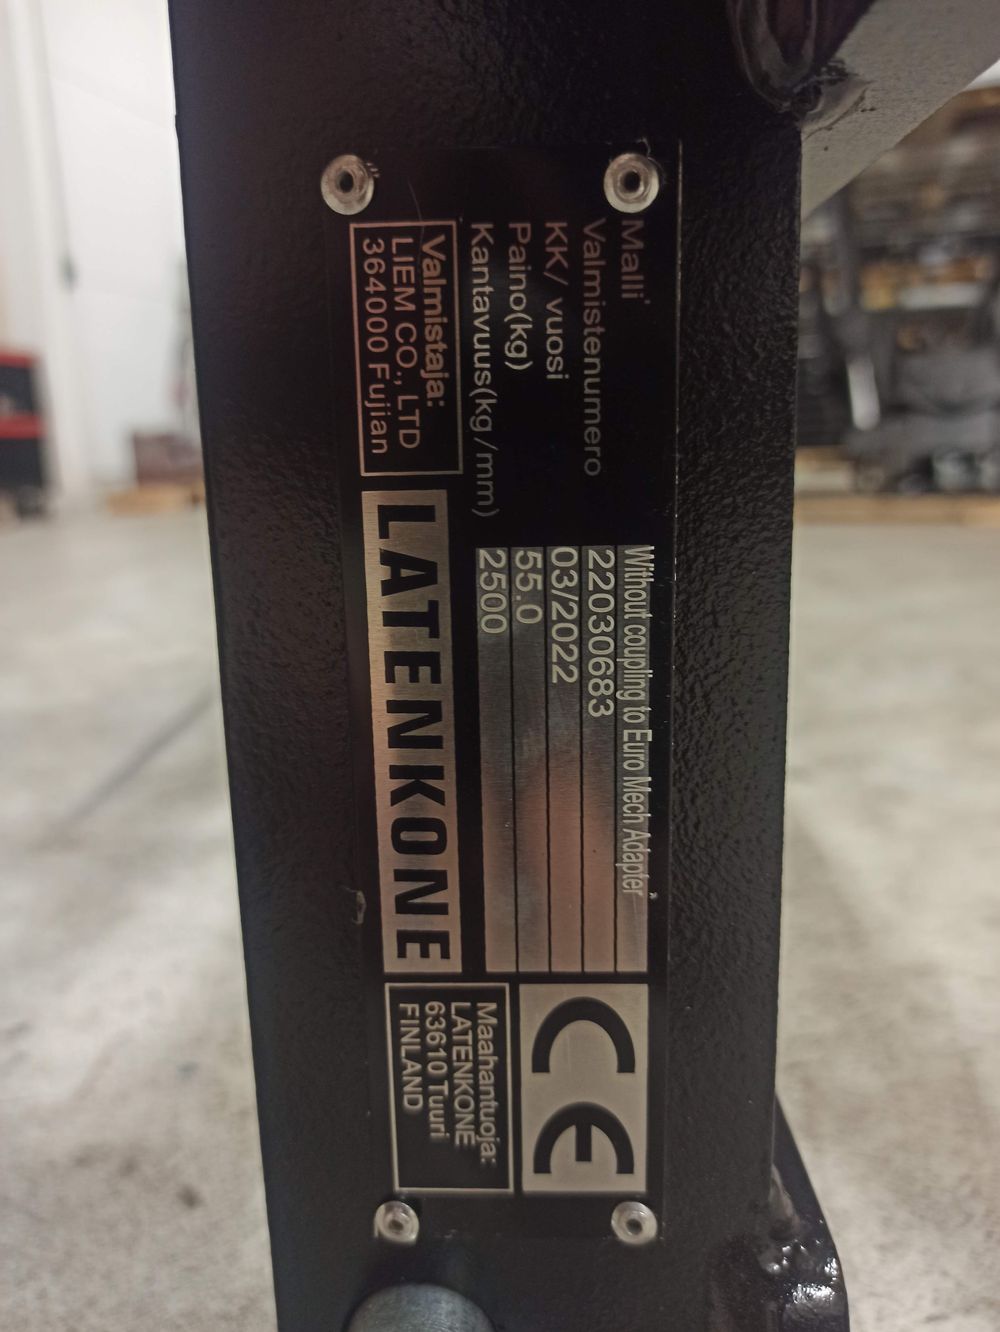 Malli Without coupling to Euro Mech Adapter
Valmistenumero 22030683
KK/ vuosi 03/2022
Paino(kg) 55.0
Kantavuus(kg/mm) 2500
Valmistaja:
LIEM CO., LTD
364000 Fujian
LATENKONE
CE
Maahantuoja:
LATENKONE
63610 Tuuri
FINLAND